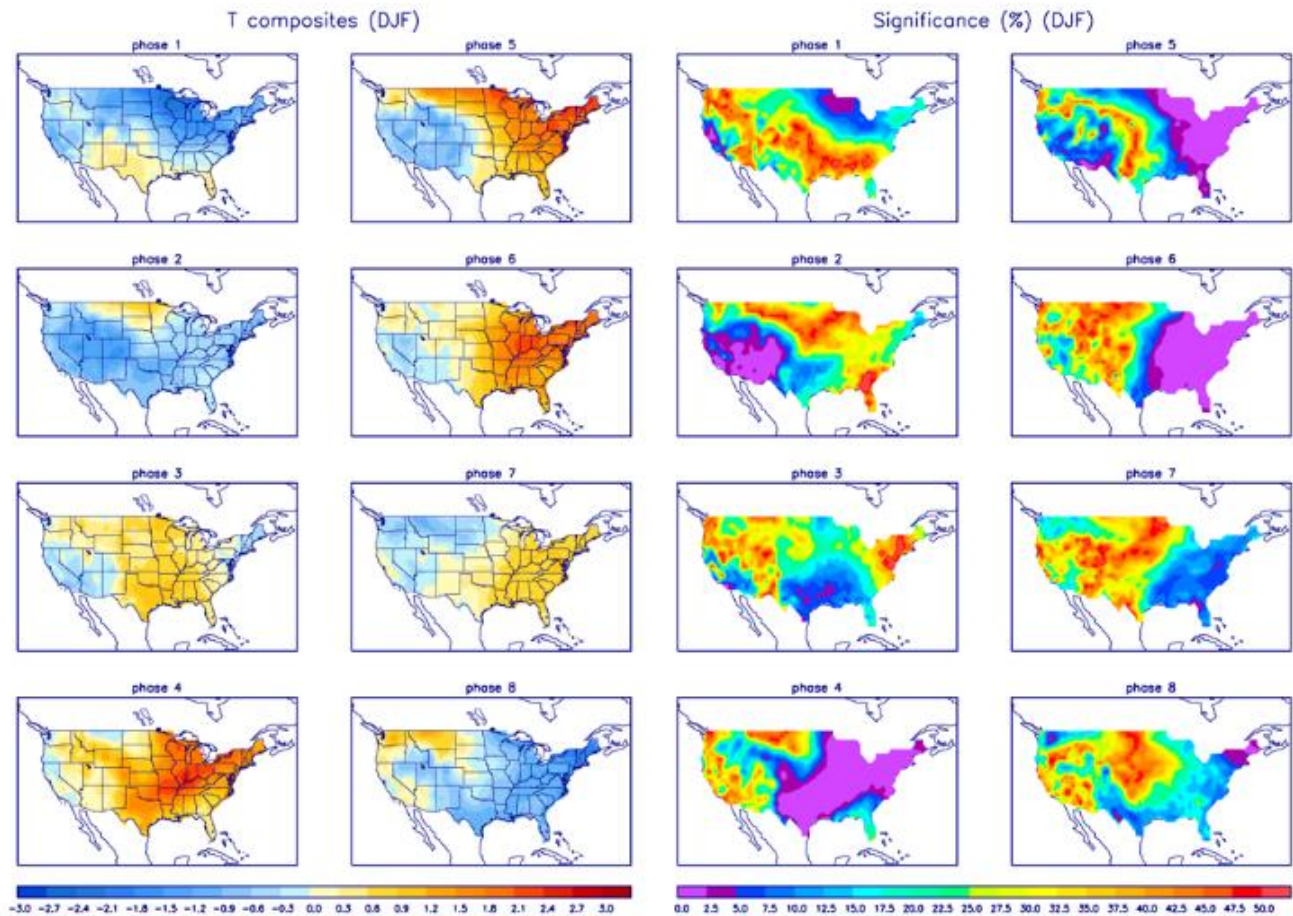 T composites (DJF)
Significance (%) (DJF)
phase 1
phase 5
phase 1
phase 5
phase 2
phase 6
phase 2
phase 6
phase 3
phase 7
phase 3
phase 7
phase 4
phase 8
phase 4
phase 8
-3.0 -2.7 -2.4 -2.1 -1.8 -1.5 -1.2 -0.9 -0.6 -0.3 0.0 0.3 0.6 0.9 1.2 1.5 1.8 2.1 2.4 2.7 3.0
0.0 2.5 5.0 7.5 10.0 12.5 15.0 17.5 20.0 22.5 25.0 27.5 30.0 32.5 35.0 37.5 40.0 42.5 45.0 47.5 50.0